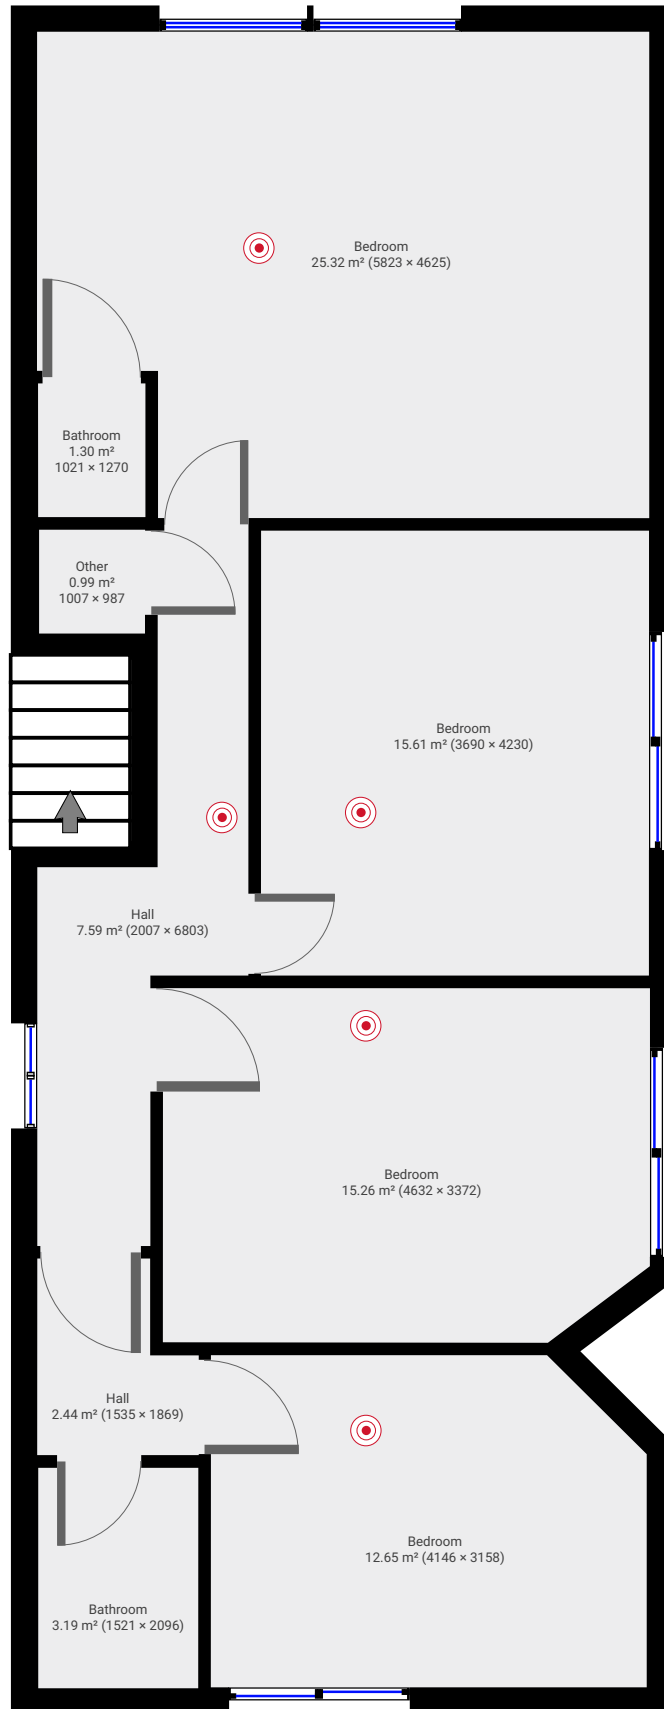 Bedroom
25.32 m² (5823 × 4625)
Bathroom
1.30 m²
1021 × 1270
Other
0.99 m²
1007 × 987
Bedroom
15.61 m² (3690 × 4230)
Hall
7.59 m² (2007 × 6803)
Bedroom
15.26 m² (4632 × 3372)
Hall
2.44 m² (1535 × 1869)
Bedroom
12.65 m² (4146 × 3158)
Bathroom
3.19 m² (1521 × 2096)